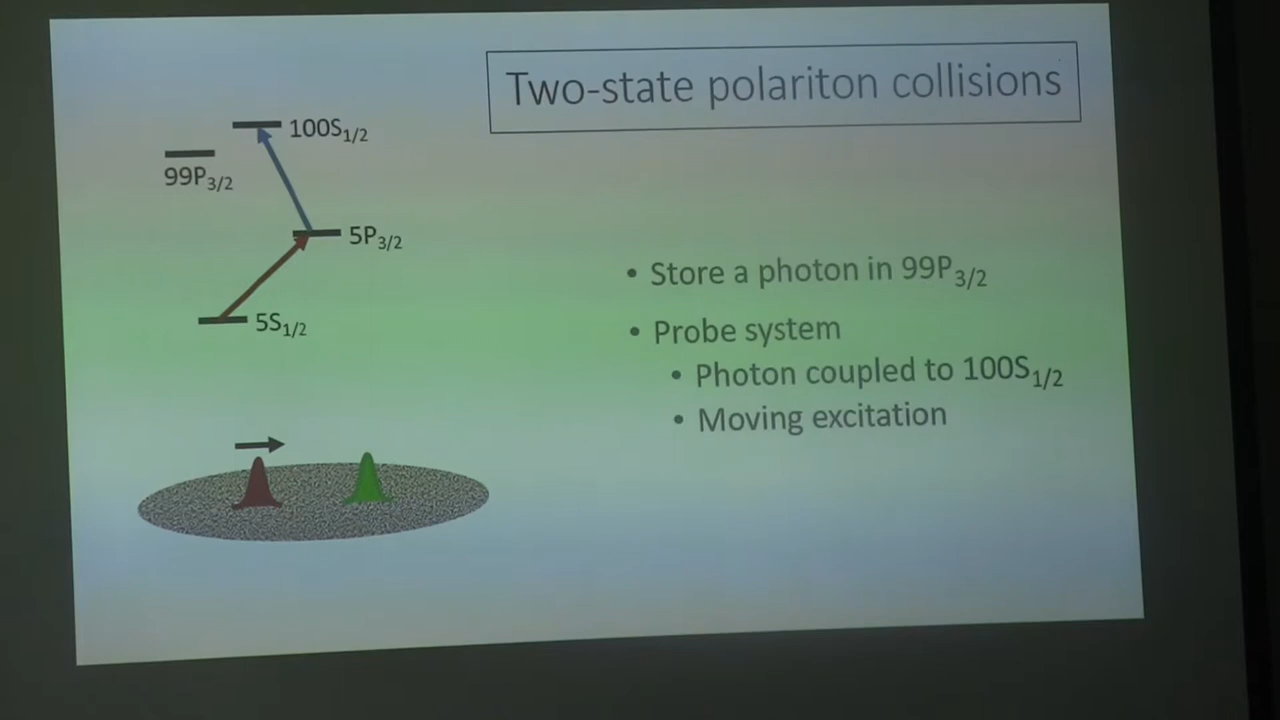 Two-state polariton collisions
100S1/2
99P3/2
5P3/2
5S1/2
• Store a photon in 99P3/2
• Probe system
• Photon coupled to 100S1/2
• Moving excitation